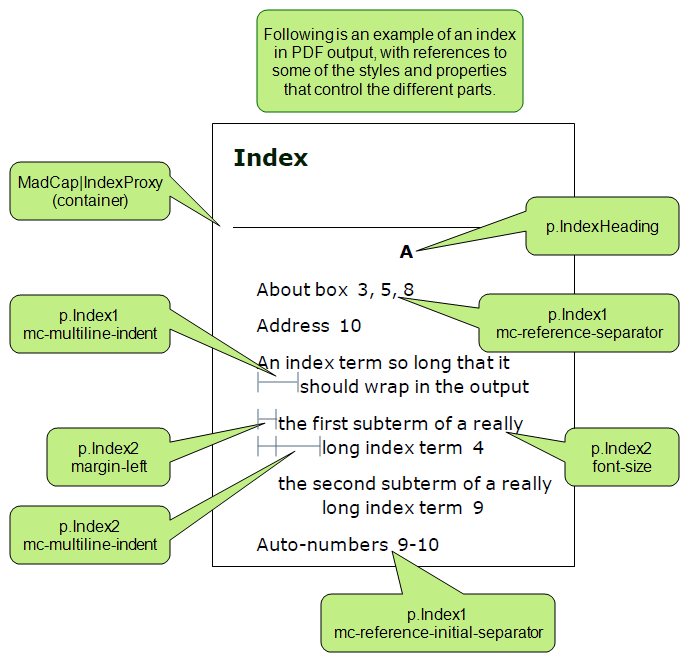 Following is an example of an index
in PDF output, with references to
some of the styles and properties
that control the different parts.
Index
MadCap|IndexProxy
(container)
p.IndexHeading
A
About box 3, 5, 8
p.Index1
mc-reference-separator
p.Index1
mc-multiline-indent
Address 10
An index term so long that it
should wrap in the output
the first subterm of a really
long index term 4
p.Index2
margin-left
p.Index2
font-size
the second subterm of a really
long index term 9
p.Index2
mc-multiline-indent
Auto-numbers 9-10
p.Index1
mc-reference-initial-separator